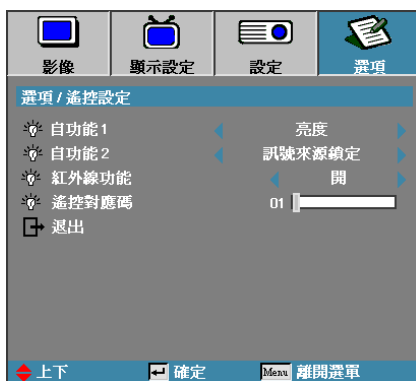 影像 顯示設定 設定 選項
選項 / 遙控設定
自功能 1 亮度
自功能 2 訊號來源鎖定
紅外線功能 開
遙控對應碼 01
退出
上下 確定 Menu 離開選單